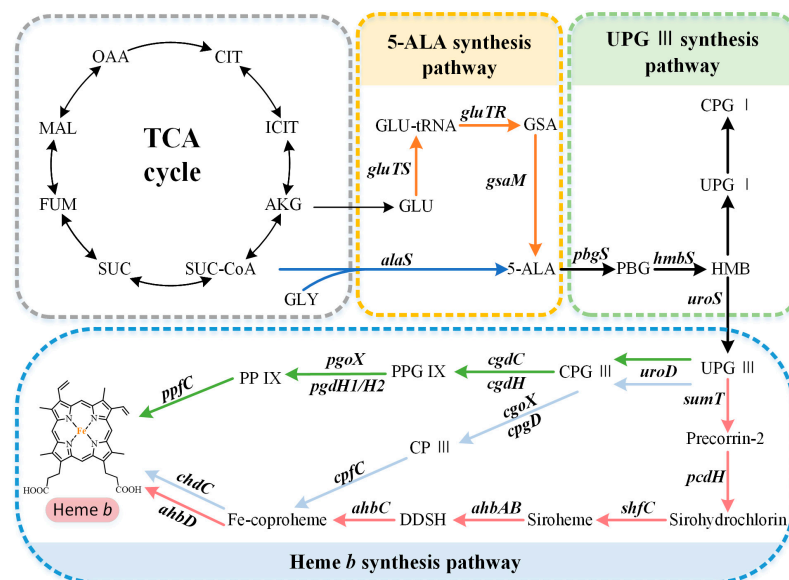 5-ALA synthesis
pathway
UPG III synthesis
pathway
OAA
CIT
MAL
ICIT
TCA
cycle
FUM
AKG
SUC
SUC-CoA
GLY
GLU-tRNA
gluTR
GSA
gluTS
gsaM
GLU
alaS
5-ALA
pbgS
PBG
hmbS
HMB
CPG I
UPG I
uroS
ppfC
PP IX
pgoX
pgdH1/H2
PPG IX
cgdC
cgdH
CPG III
uroD
UPG III
sumT
cgoX
cpgD
CP III
Precorrin-2
cpfC
pcdH
N
N
Fe
N
N
HOOC
COOH
Heme b
chdC
ahbD
Fe-coproheme
ahbC
DDSH
ahbAB
Siroheme
shfC
Sirohydrochlorin
Heme b synthesis pathway